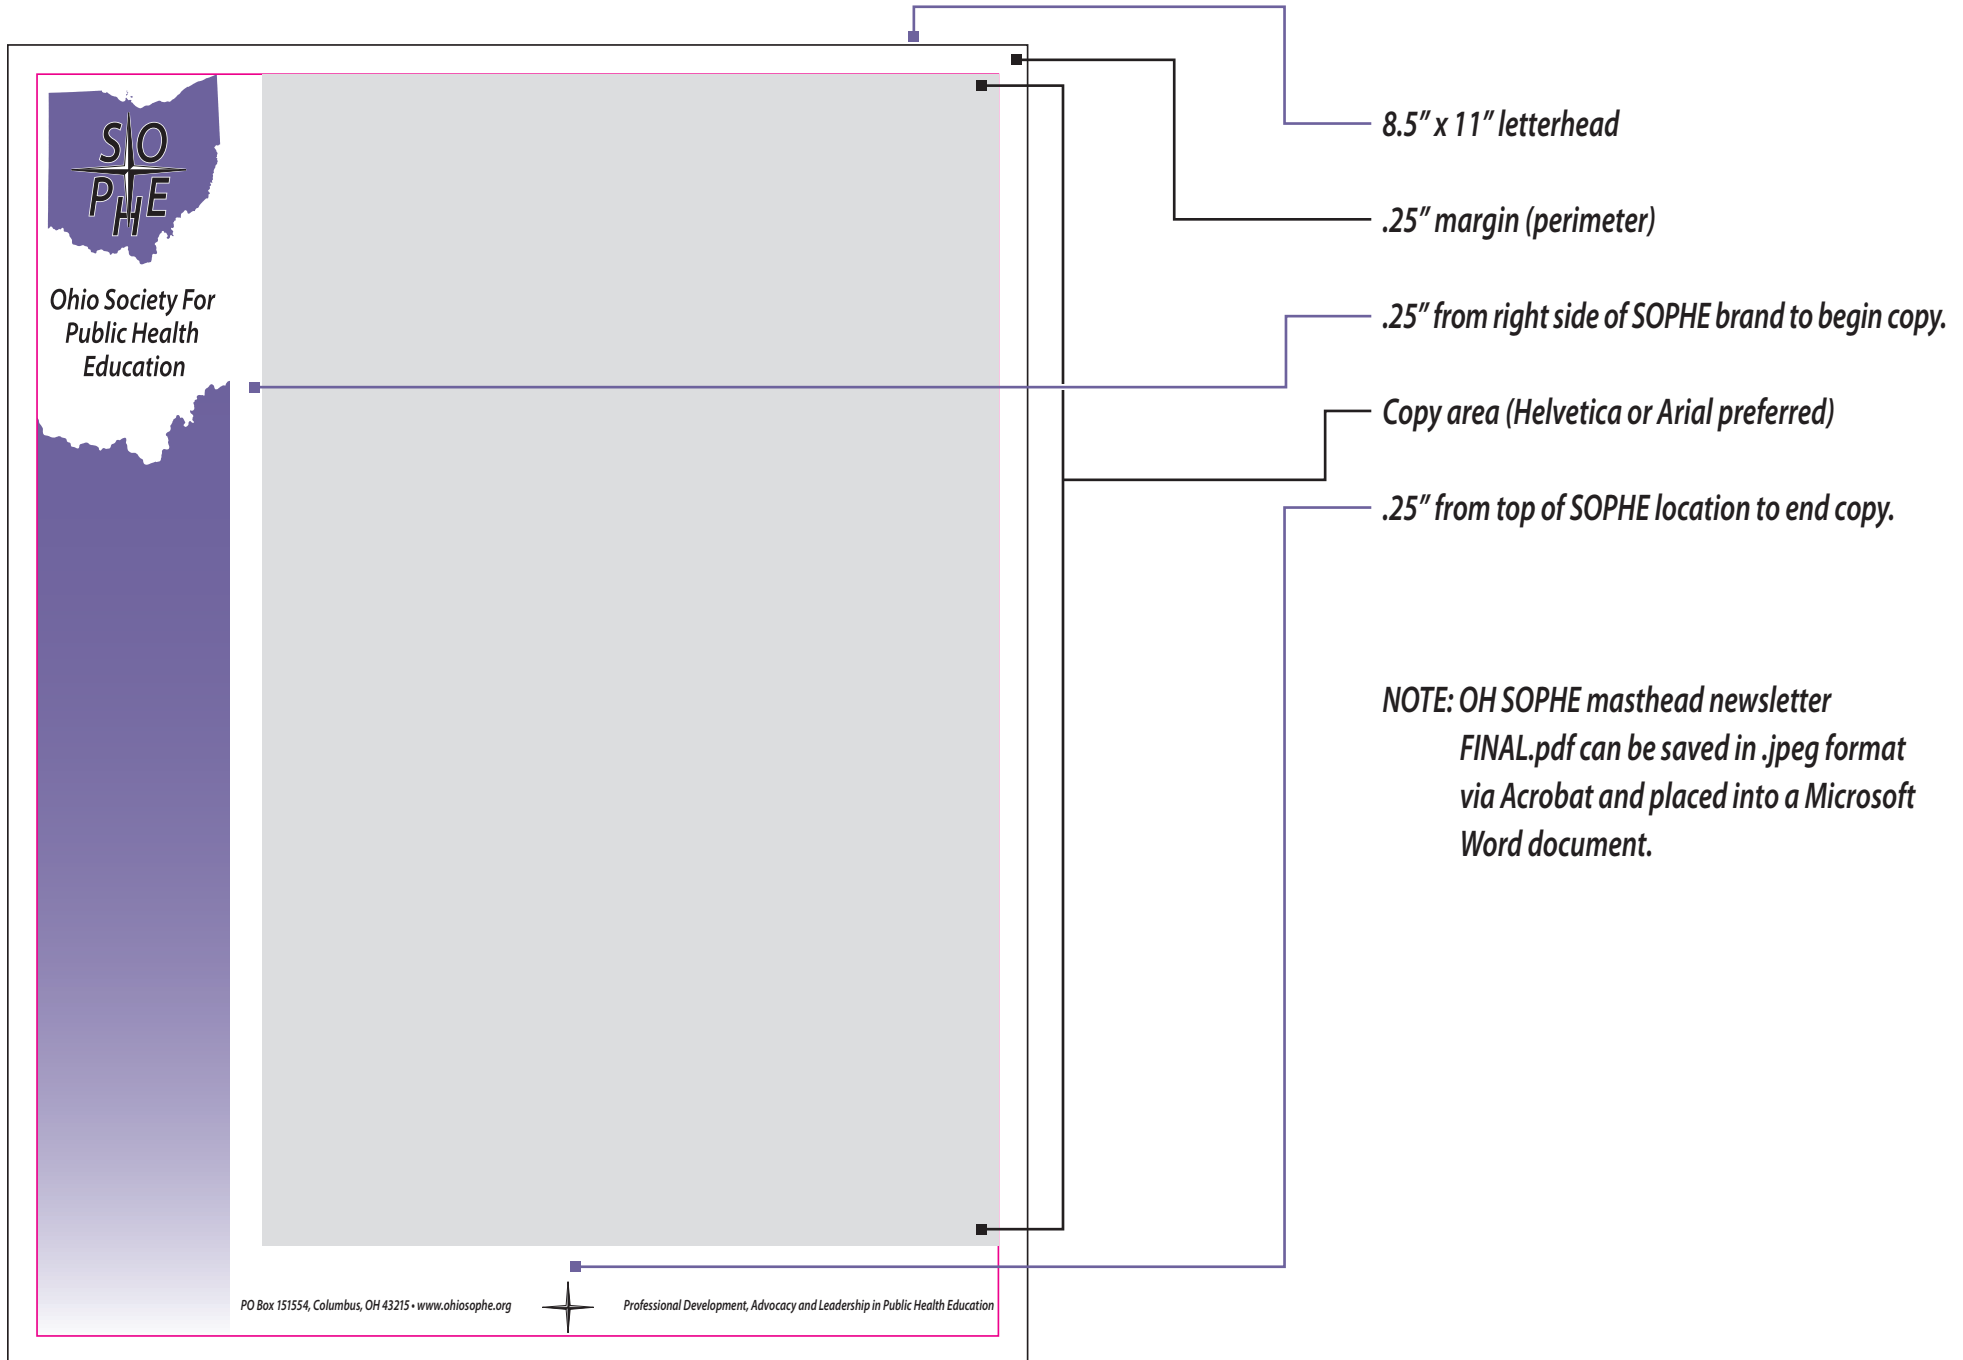 S O
P H E
Ohio Society For
Public Health
Education
8.5” x 11” letterhead
.25” margin (perimeter)
.25” from right side of SOPHE brand to begin copy.
Copy area (Helvetica or Arial preferred)
.25” from top of SOPHE location to end copy.
NOTE: OH SOPHE masthead newsletter
FINAL.pdf can be saved in .jpeg format
via Acrobat and placed into a Microsoft
Word document.
PO Box 151554, Columbus, OH 43215 • www.ohiosophe.org
Professional Development, Advocacy and Leadership in Public Health Education